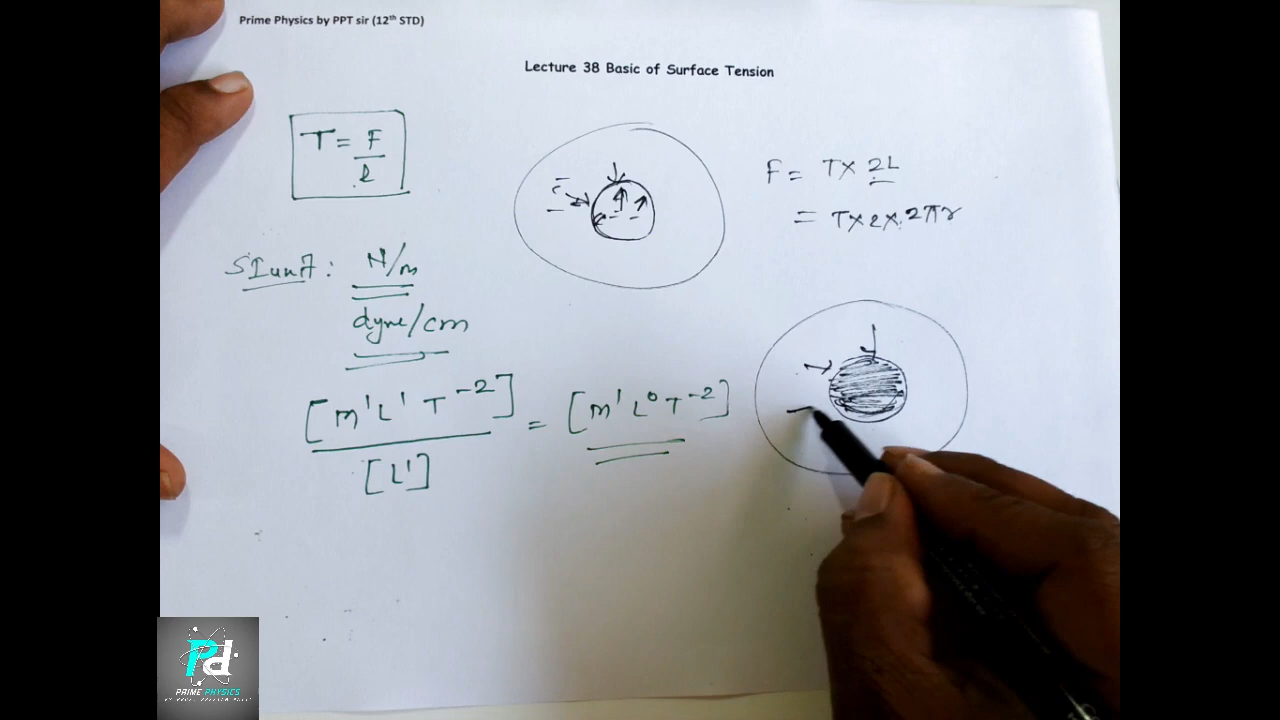 Prime Physics by PPT sir (12th STD)
Lecture 38 Basic of Surface Tension
T = F/l
F = T × 2L
= T × 2 × 2πr
SI unit : N/m
dyne/cm
[M¹L¹T⁻²] / [L¹] = [M¹L⁰T⁻²]
Pd
PRIME PHYSICS